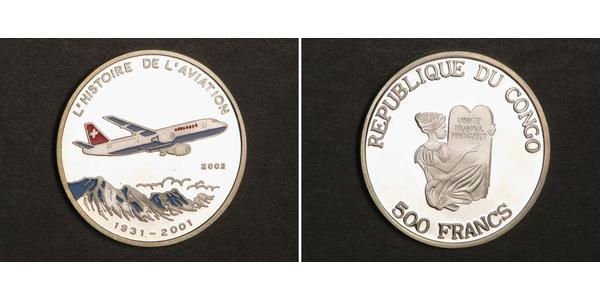 L'HISTOIRE DE L'AVIATION
2002
1931-2001
REPUBLIQUE DU CONGO
UNITE
TRAVAIL
PROGRES
500 FRANCS